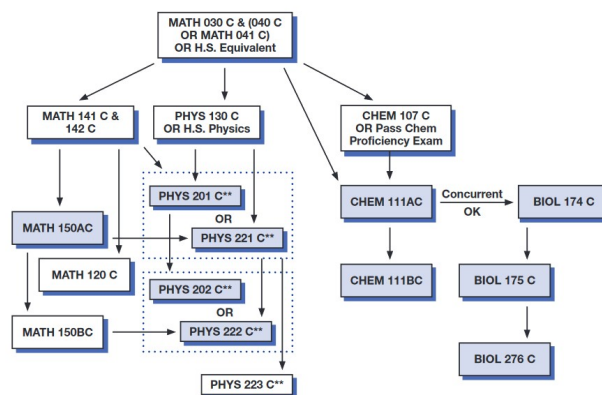 MATH 030 C & (040 C
OR MATH 041 C)
OR H.S. Equivalent
MATH 141 C &
142 C
PHYS 130 C
OR H.S. Physics
CHEM 107 C
OR Pass Chem
Proficiency Exam
PHYS 201 C**
OR
PHYS 221 C**
CHEM 111AC
Concurrent
OK
BIOL 174 C
MATH 150AC
MATH 120 C
PHYS 202 C**
OR
PHYS 222 C**
CHEM 111BC
BIOL 175 C
MATH 150BC
BIOL 276 C
PHYS 223 C**